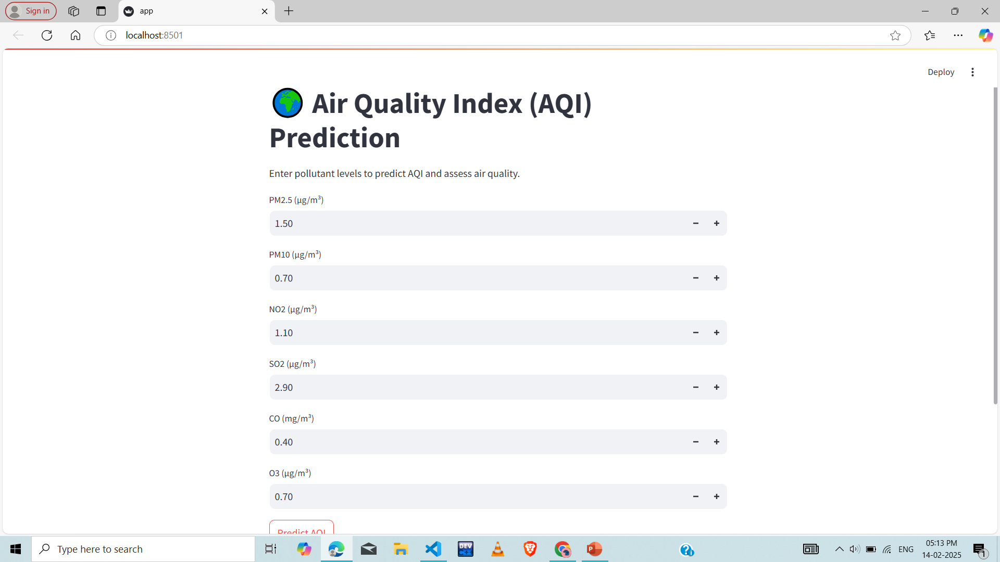 Sign in
app
localhost:8501
Deploy
Air Quality Index (AQI)
Prediction
Enter pollutant levels to predict AQI and assess air quality.
PM2.5 (µg/m³)
1.50
PM10 (µg/m³)
0.70
NO2 (µg/m³)
1.10
SO2 (µg/m³)
2.90
CO (mg/m³)
0.40
O3 (µg/m³)
0.70
Predict AQI
Type here to search
DEV
C++
P
ENG
05:13 PM
14-02-2025
1